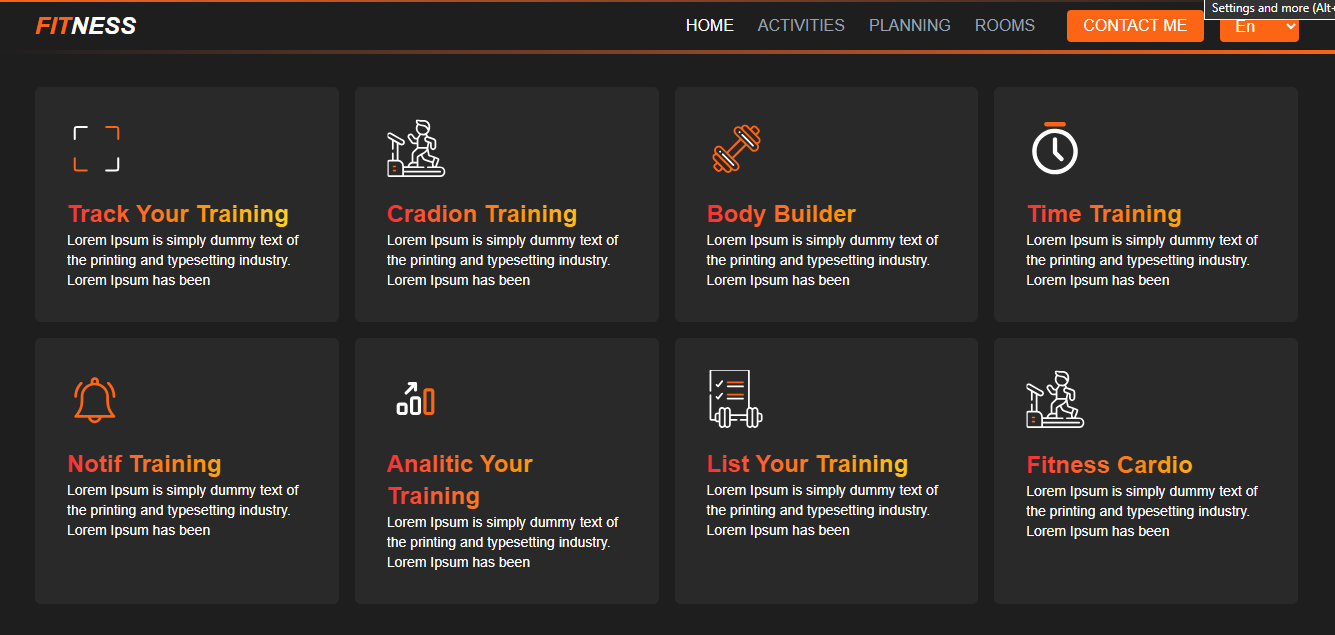 Settings and more (Alt+
FITNESS
HOME
ACTIVITIES
PLANNING
ROOMS
CONTACT ME
En
Track Your Training
Lorem Ipsum is simply dummy text of
the printing and typesetting industry.
Lorem Ipsum has been
Cradion Training
Lorem Ipsum is simply dummy text of
the printing and typesetting industry.
Lorem Ipsum has been
Body Builder
Lorem Ipsum is simply dummy text of
the printing and typesetting industry.
Lorem Ipsum has been
Time Training
Lorem Ipsum is simply dummy text of
the printing and typesetting industry.
Lorem Ipsum has been
Notif Training
Lorem Ipsum is simply dummy text of
the printing and typesetting industry.
Lorem Ipsum has been
Analitic Your
Training
Lorem Ipsum is simply dummy text of
the printing and typesetting industry.
Lorem Ipsum has been
List Your Training
Lorem Ipsum is simply dummy text of
the printing and typesetting industry.
Lorem Ipsum has been
Fitness Cardio
Lorem Ipsum is simply dummy text of
the printing and typesetting industry.
Lorem Ipsum has been